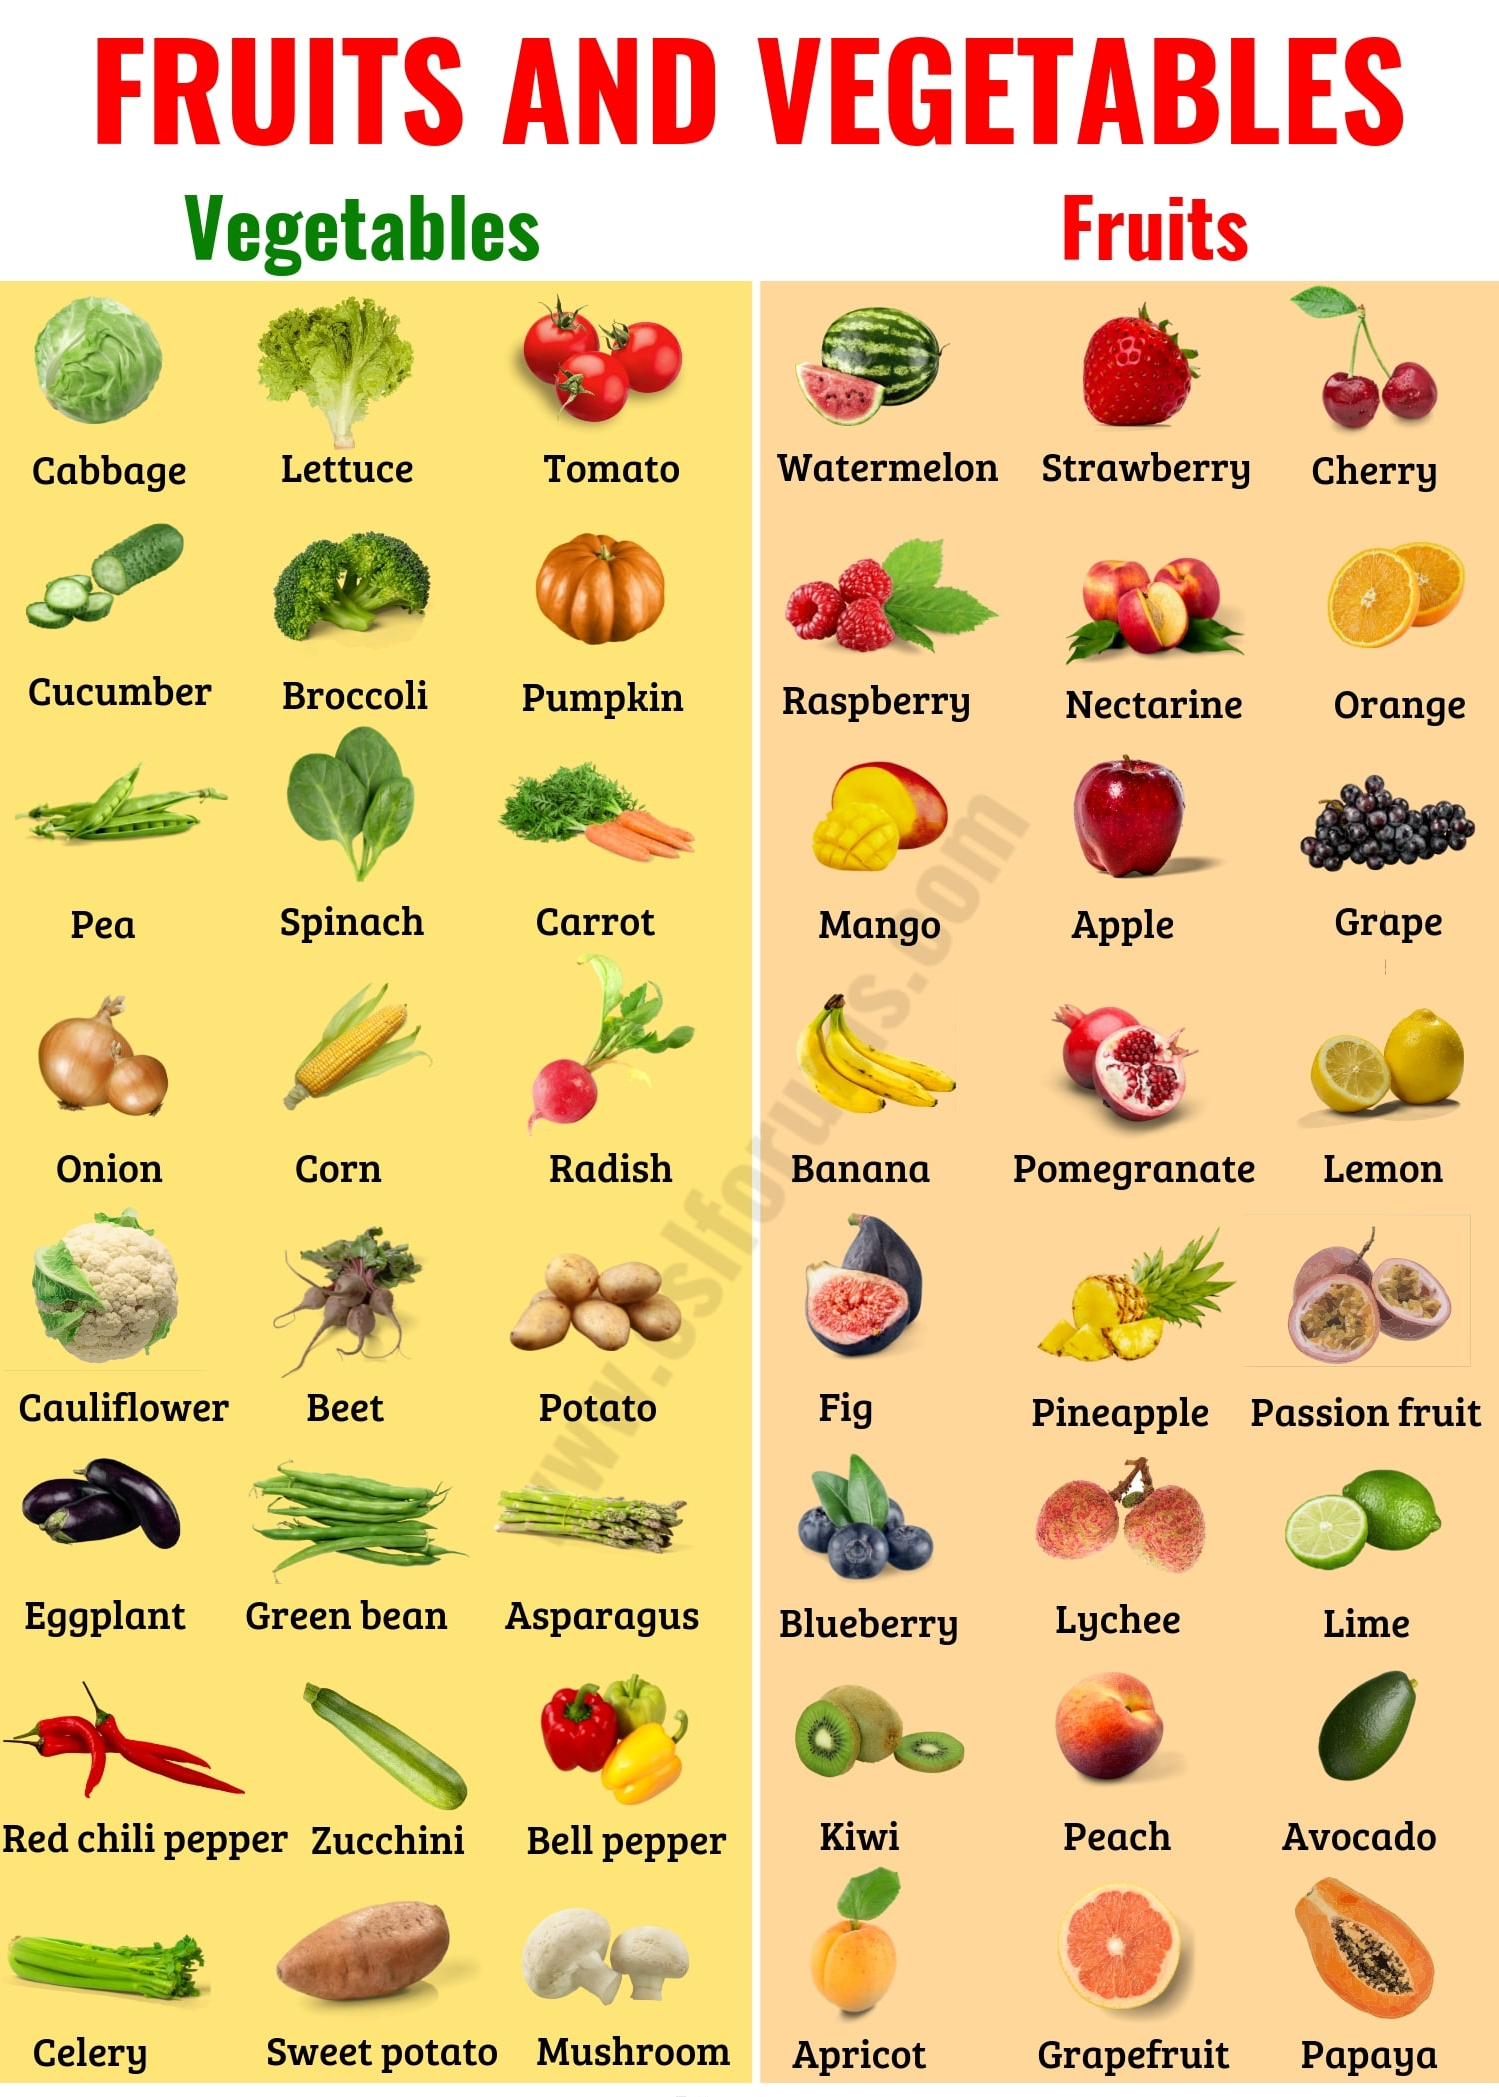 FRUITS AND VEGETABLES
Vegetables Fruits
Cabbage Lettuce Tomato Watermelon Strawberry Cherry
Cucumber Broccoli Pumpkin Raspberry Nectarine Orange
Pea Spinach Carrot Mango Apple Grape
Onion Corn Radish Banana Pomegranate Lemon
Cauliflower Beet Potato Fig Pineapple Passion fruit
Eggplant Green bean Asparagus Blueberry Lychee Lime
Red chili pepper Zucchini Bell pepper Kiwi Peach Avocado
Celery Sweet potato Mushroom Apricot Grapefruit Papaya
www.eslforums.com